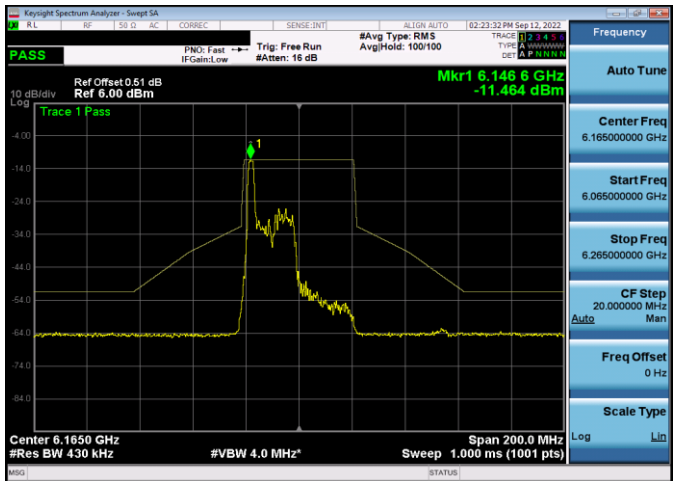 Keysight Spectrum Analyzer - Swept SA
RL RF 50 Ω AC CORREC SENSE:INT ALIGN AUTO 02:23:32 PM Sep 12, 2022
PASS
PNO: Fast
IFGain:Low
Trig: Free Run
#Atten: 16 dB
#Avg Type: RMS
Avg|Hold: 100/100
TRACE 1 2 3 4 5 6
TYPE A WWWWW
DET A P N N N N
Ref Offset 0.51 dB
Ref 6.00 dBm
10 dB/div
Log
Mkr1 6.146 6 GHz
-11.464 dBm
Trace 1 Pass
1
-4.00
-14.0
-24.0
-34.0
-44.0
-54.0
-64.0
-74.0
-84.0
Center 6.1650 GHz
#Res BW 430 kHz
#VBW 4.0 MHz*
Span 200.0 MHz
Sweep 1.000 ms (1001 pts)
MSG
STATUS
Frequency
Auto Tune
Center Freq
6.165000000 GHz
Start Freq
6.065000000 GHz
Stop Freq
6.265000000 GHz
CF Step
20.000000 MHz
Auto Man
Freq Offset
0 Hz
Scale Type
Log Lin